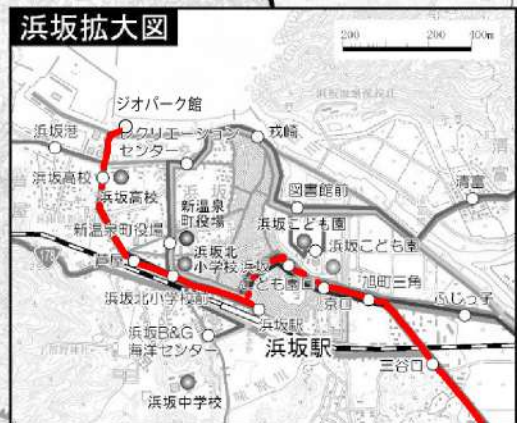 浜坂拡大図
200
200
400m
ジオパーク館
浜坂港
レクリエーション
センター
戎崎
浜坂高校
浜坂高校
図書館前
清富
新温泉
町役場
浜坂こども園
新温泉町役場
浜坂北
小学校
浜坂
こども園口
浜坂こども園
178
芦屋
旭町三角
京口
ふじっ子
浜坂北小学校前
浜坂駅
浜坂B&G
海洋センター
浜坂駅
三谷口
浜坂中学校